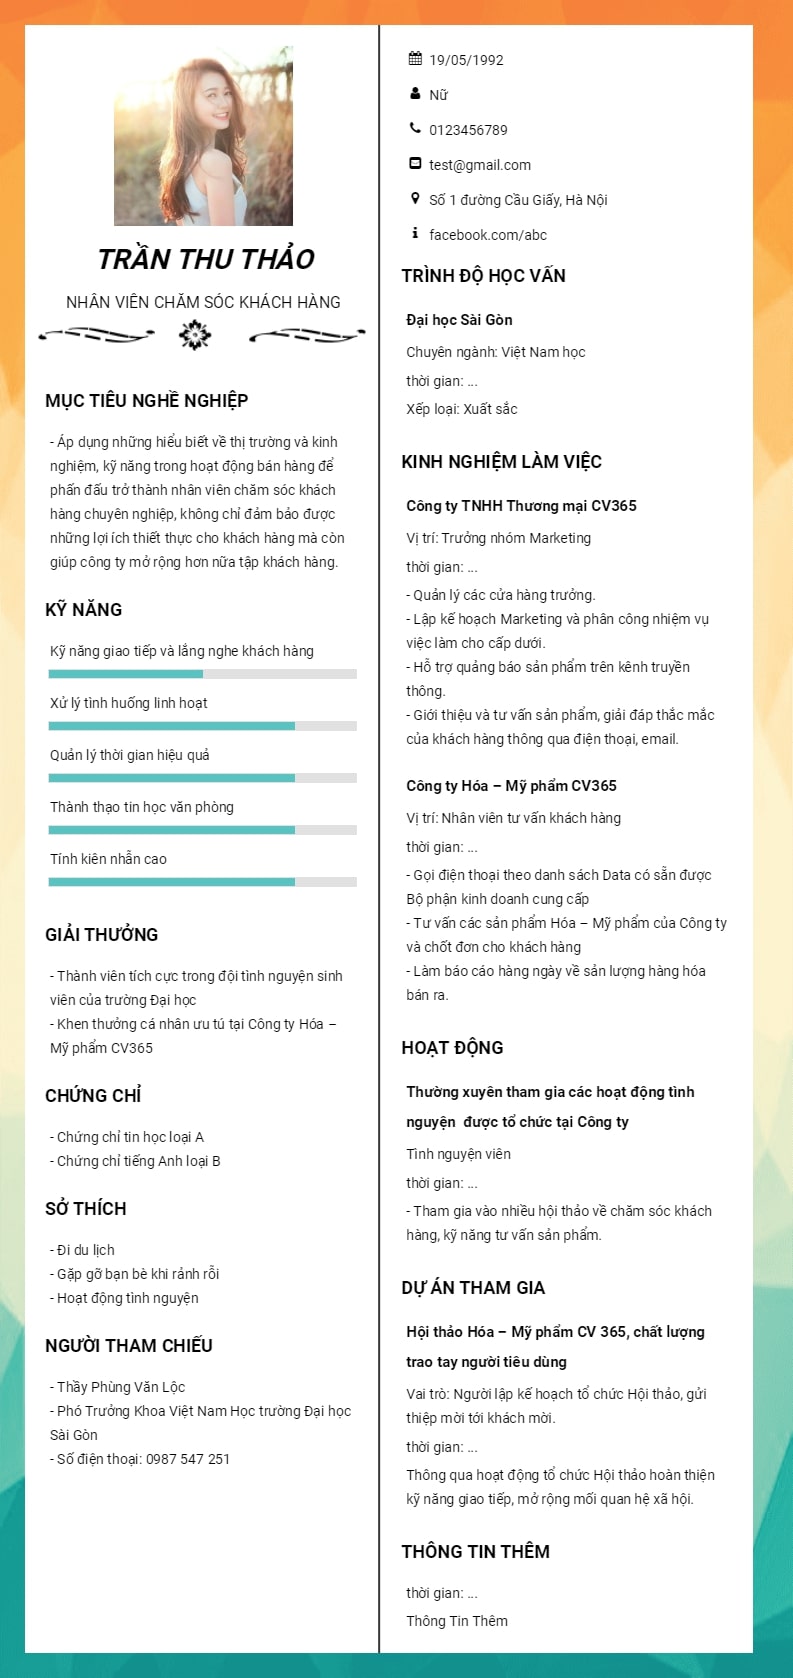 TRẦN THU THẢO
NHÂN VIÊN CHĂM SÓC KHÁCH HÀNG
MỤC TIÊU NGHỀ NGHIỆP
- Áp dụng những hiểu biết về thị trường và kinh
nghiệm, kỹ năng trong hoạt động bán hàng để
phấn đấu trở thành nhân viên chăm sóc khách
hàng chuyên nghiệp, không chỉ đảm bảo được
những lợi ích thiết thực cho khách hàng mà còn
giúp công ty mở rộng hơn nữa tập khách hàng.
KỸ NĂNG
Kỹ năng giao tiếp và lắng nghe khách hàng
Xử lý tình huống linh hoạt
Quản lý thời gian hiệu quả
Thành thạo tin học văn phòng
Tính kiên nhẫn cao
GIẢI THƯỞNG
- Thành viên tích cực trong đội tình nguyện sinh
viên của trường Đại học
- Khen thưởng cá nhân ưu tú tại Công ty Hóa –
Mỹ phẩm CV365
CHỨNG CHỈ
- Chứng chỉ tin học loại A
- Chứng chỉ tiếng Anh loại B
SỞ THÍCH
- Đi du lịch
- Gặp gỡ bạn bè khi rảnh rỗi
- Hoạt động tình nguyện
NGƯỜI THAM CHIẾU
- Thầy Phùng Văn Lộc
- Phó Trưởng Khoa Việt Nam Học trường Đại học
Sài Gòn
- Số điện thoại: 0987 547 251
19/05/1992
Nữ
0123456789
test@gmail.com
Số 1 đường Cầu Giấy, Hà Nội
facebook.com/abc
TRÌNH ĐỘ HỌC VẤN
Đại học Sài Gòn
Chuyên ngành: Việt Nam học
thời gian: ...
Xếp loại: Xuất sắc
KINH NGHIỆM LÀM VIỆC
Công ty TNHH Thương mại CV365
Vị trí: Trưởng nhóm Marketing
thời gian: ...
- Quản lý các cửa hàng trưởng.
- Lập kế hoạch Marketing và phân công nhiệm vụ
việc làm cho cấp dưới.
- Hỗ trợ quảng báo sản phẩm trên kênh truyền
thông.
- Giới thiệu và tư vấn sản phẩm, giải đáp thắc mắc
của khách hàng thông qua điện thoại, email.
Công ty Hóa – Mỹ phẩm CV365
Vị trí: Nhân viên tư vấn khách hàng
thời gian: ...
- Gọi điện thoại theo danh sách Data có sẵn được
Bộ phận kinh doanh cung cấp
- Tư vấn các sản phẩm Hóa – Mỹ phẩm của Công ty
và chốt đơn cho khách hàng
- Làm báo cáo hàng ngày về sản lượng hàng hóa
bán ra.
HOẠT ĐỘNG
Thường xuyên tham gia các hoạt động tình
nguyện  được tổ chức tại Công ty
Tình nguyện viên
thời gian: ...
- Tham gia vào nhiều hội thảo về chăm sóc khách
hàng, kỹ năng tư vấn sản phẩm.
DỰ ÁN THAM GIA
Hội thảo Hóa – Mỹ phẩm CV 365, chất lượng
trao tay người tiêu dùng
Vai trò: Người lập kế hoạch tổ chức Hội thảo, gửi
thiệp mời tới khách mời.
thời gian: ...
Thông qua hoạt động tổ chức Hội thảo hoàn thiện
kỹ năng giao tiếp, mở rộng mối quan hệ xã hội.
THÔNG TIN THÊM
thời gian: ...
Thông Tin Thêm